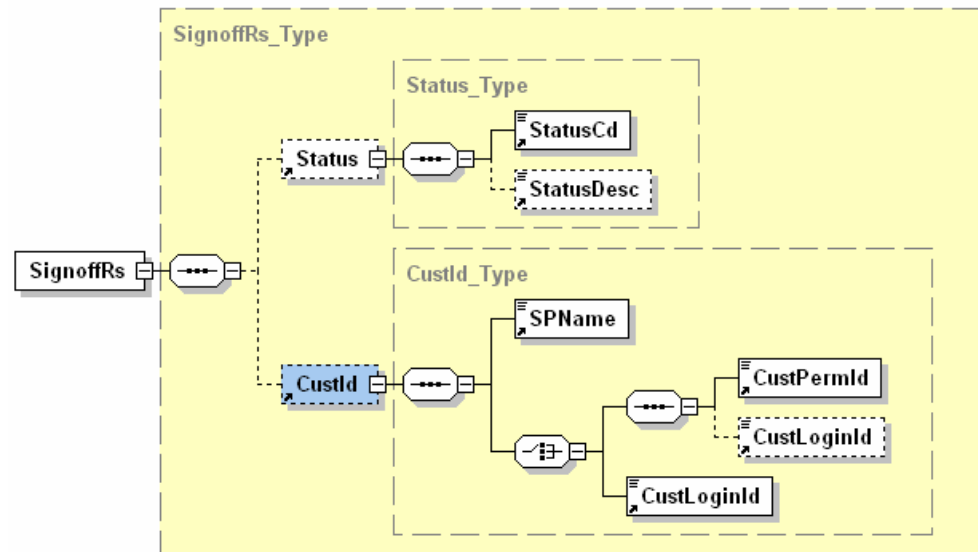 SignoffRs_Type
Status_Type
StatusCd
Status
StatusDesc
SignoffRs
CustId_Type
SPName
CustId
CustPermId
CustLoginId
CustLoginId